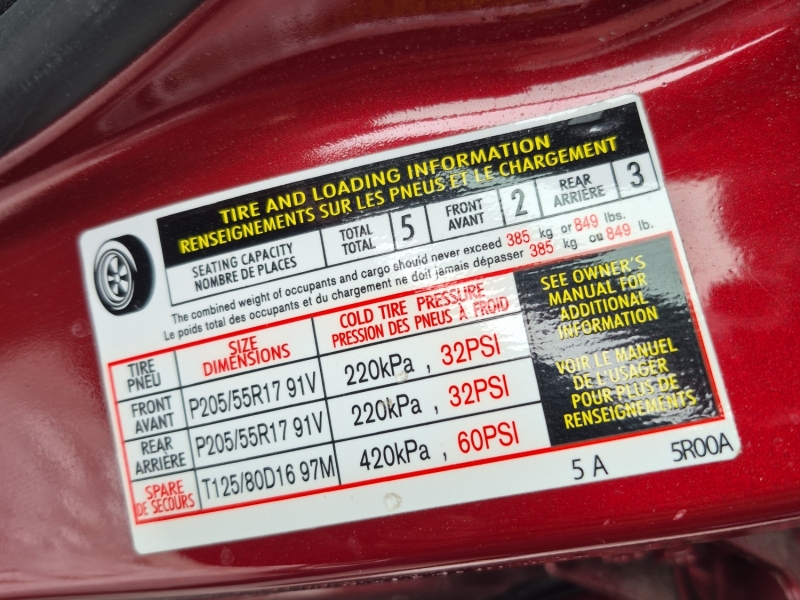 TIRE AND LOADING INFORMATION
RENSEIGNEMENTS SUR LES PNEUS ET LE CHARGEMENT
SEATING CAPACITY
NOMBRE DE PLACES
TOTAL
TOTAL
5
FRONT
AVANT
2
REAR
ARRIÈRE
3
The combined weight of occupants and cargo should never exceed 385 kg or 849 lbs.
Le poids total des occupants et du chargement ne doit jamais dépasser 385 kg ou 849 lb.
TIRE
PNEU
SIZE
DIMENSIONS
COLD TIRE PRESSURE
PRESSION DES PNEUS À FROID
FRONT
AVANT
P205/55R17 91V
220kPa , 32PSI
REAR
ARRIÈRE
P205/55R17 91V
220kPa , 32PSI
SPARE
DE SECOURS
T125/80D16 97M
420kPa , 60PSI
SEE OWNER'S
MANUAL FOR
ADDITIONAL
INFORMATION
VOIR LE MANUEL
DE L'USAGER
POUR PLUS DE
RENSEIGNEMENTS
5 A
5R00A